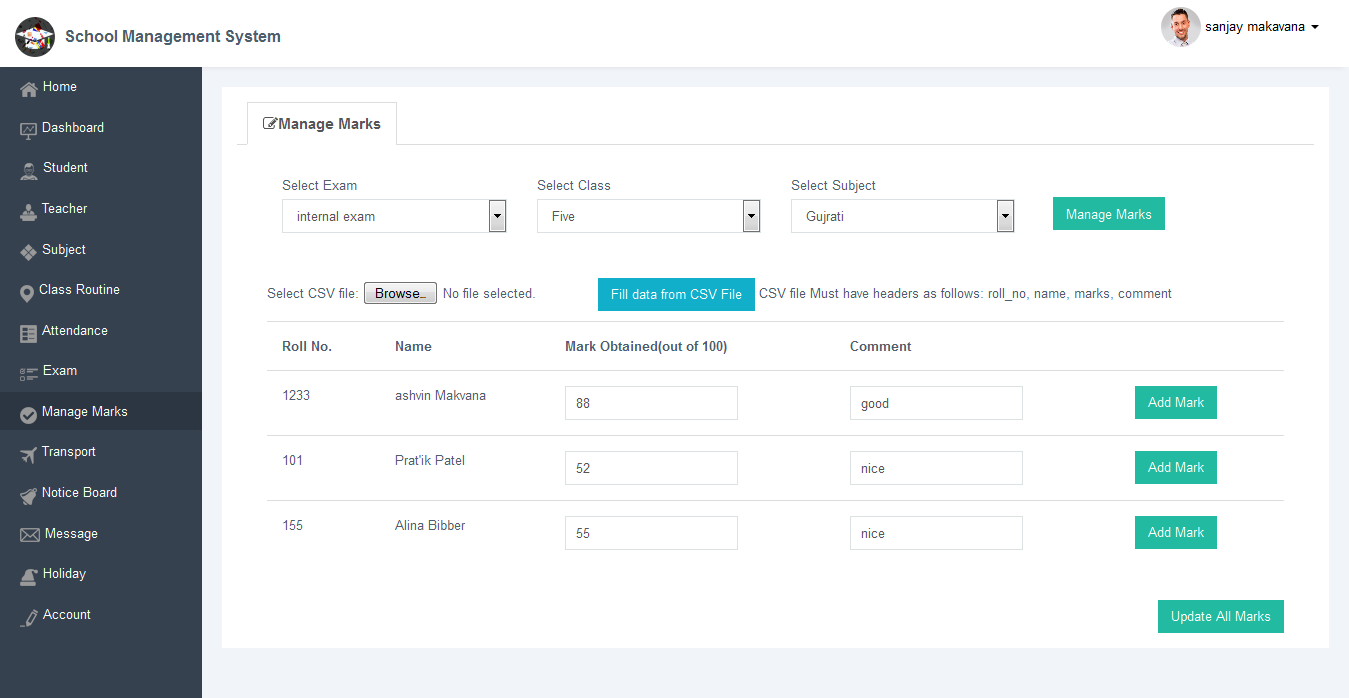 School Management System
sanjay makavana
Home
Dashboard
Student
Teacher
Subject
Class Routine
Attendance
Exam
Manage Marks
Transport
Notice Board
Message
Holiday
Account
Manage Marks
Select Exam Select Class Select Subject
internal exam Five Gujrati Manage Marks
Select CSV file: Browse_ No file selected. Fill data from CSV File CSV file Must have headers as follows: roll_no, name, marks, comment
Roll No. Name Mark Obtained(out of 100) Comment
1233 ashvin Makvana 88 good Add Mark
101 Prat'ik Patel 52 nice Add Mark
155 Alina Bibber 55 nice Add Mark
Update All Marks